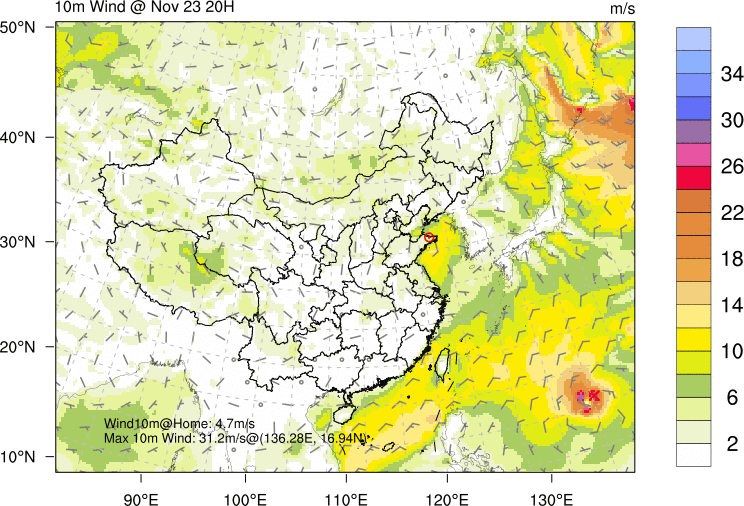 10m Wind @ Nov 23 20H
m/s
50°N
40°N
30°N
20°N
10°N
90°E
100°E
110°E
120°E
130°E
34
30
26
22
18
14
10
6
2
Wind10m@Home: 4.7m/s
Max 10m Wind: 31.2m/s@(136.28E, 16.94N)